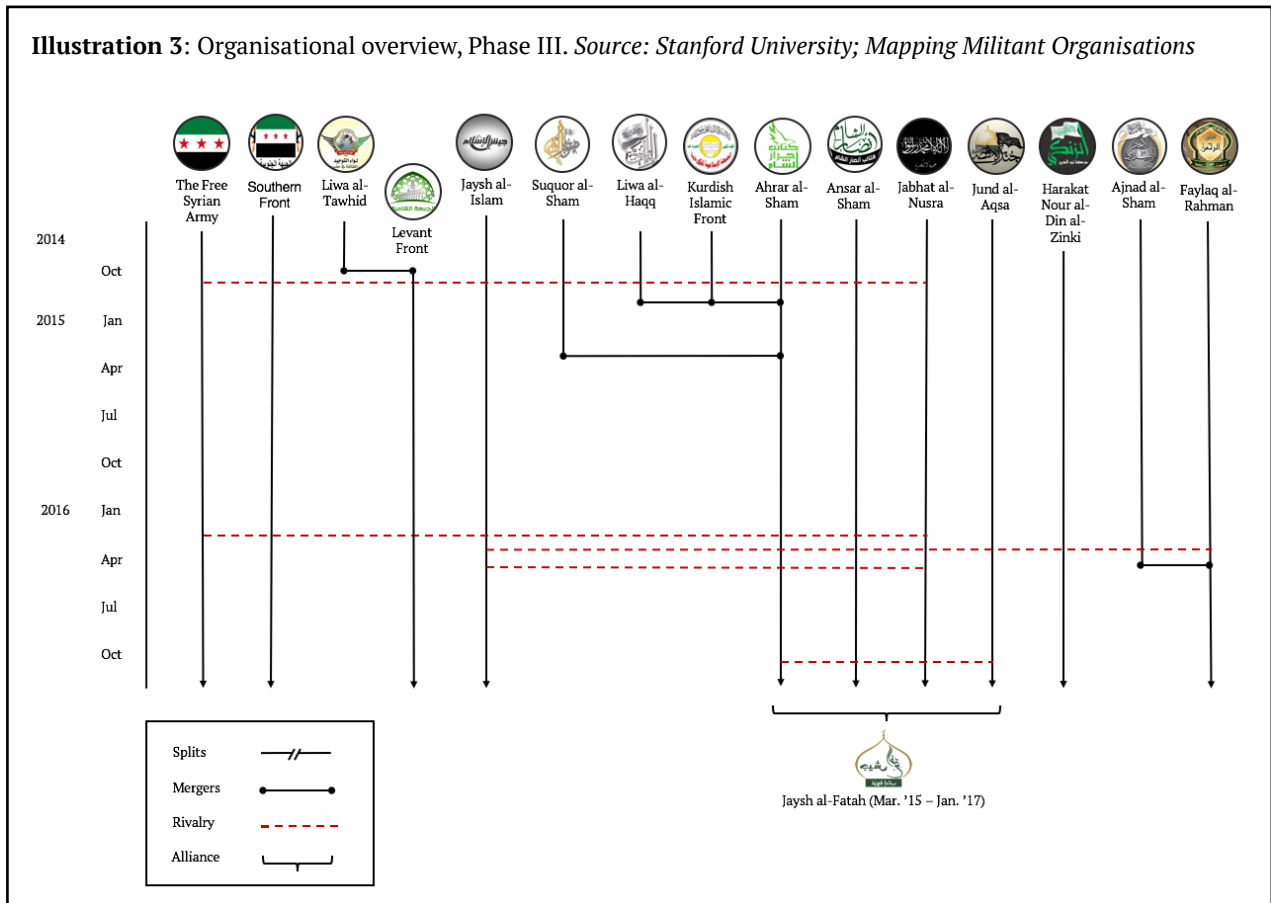 Illustration 3: Organisational overview, Phase III. Source: Stanford University; Mapping Militant Organisations
The Free
Syrian
Army
Southern
Front
Liwa al-
Tawhid
Levant
Front
Jaysh al-
Islam
Suquor al-
Sham
Liwa al-
Haqq
Kurdish
Islamic
Front
Ahrar al-
Sham
Ansar al-
Sham
Jabhat al-
Nusra
Jund al-
Aqsa
Harakat
Nour al-
Din al-
Zinki
Ajnad al-
Sham
Faylaq al-
Rahman
2014
Oct
2015
Jan
Apr
Jul
Oct
2016
Jan
Apr
Jul
Oct
Splits
Mergers
Rivalry
Alliance
Jaysh al-Fatah (Mar. '15 – Jan. '17)